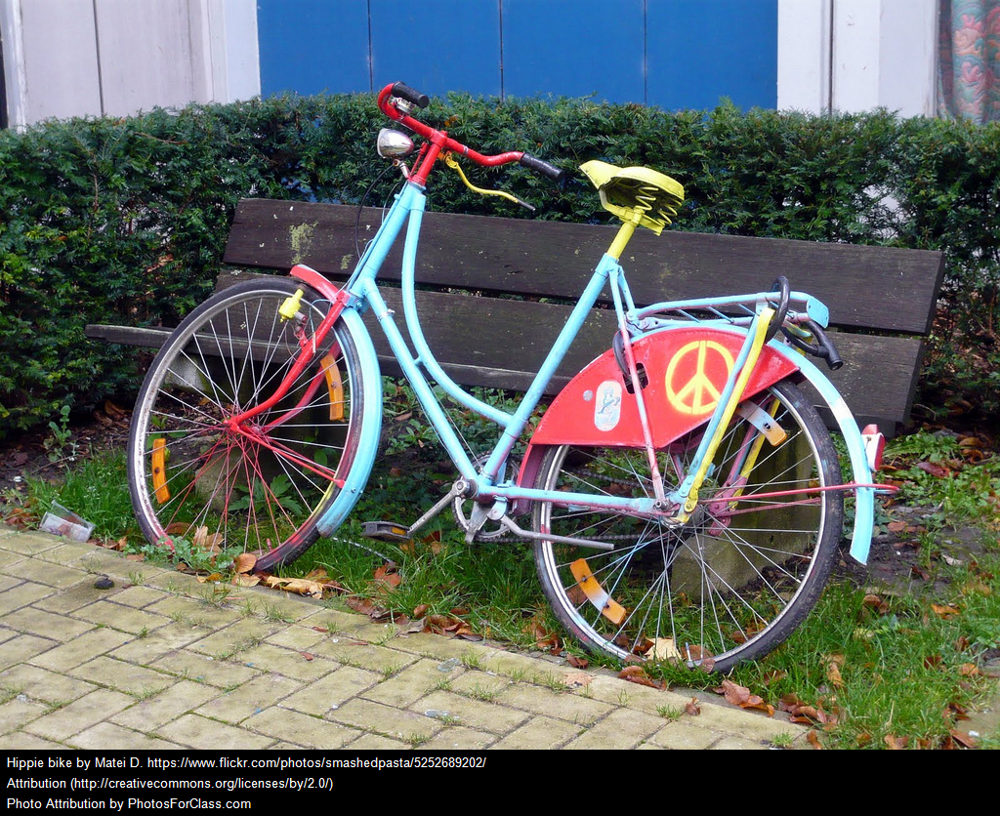 Hippie bike by Matei D. https://www.flickr.com/photos/smashedpasta/5252689202/
Attribution (http://creativecommons.org/licenses/by/2.0/)
Photo Attribution by PhotosForClass.com